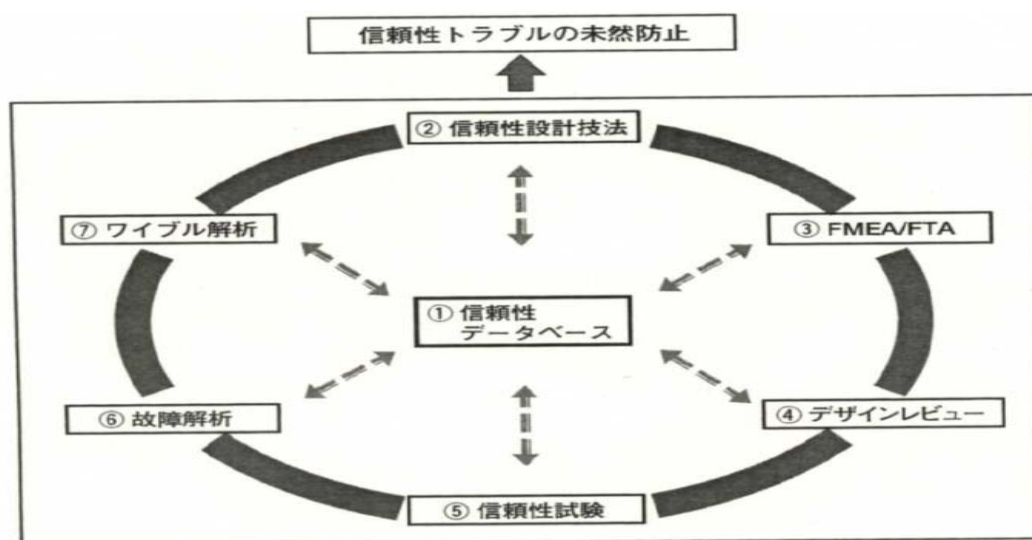 信頼性トラブルの未然防止
② 信頼性設計技法
⑦ ワイブル解析
③ FMEA/FTA
① 信頼性
データベース
⑥ 故障解析
④ デザインレビュー
⑤ 信頼性試験